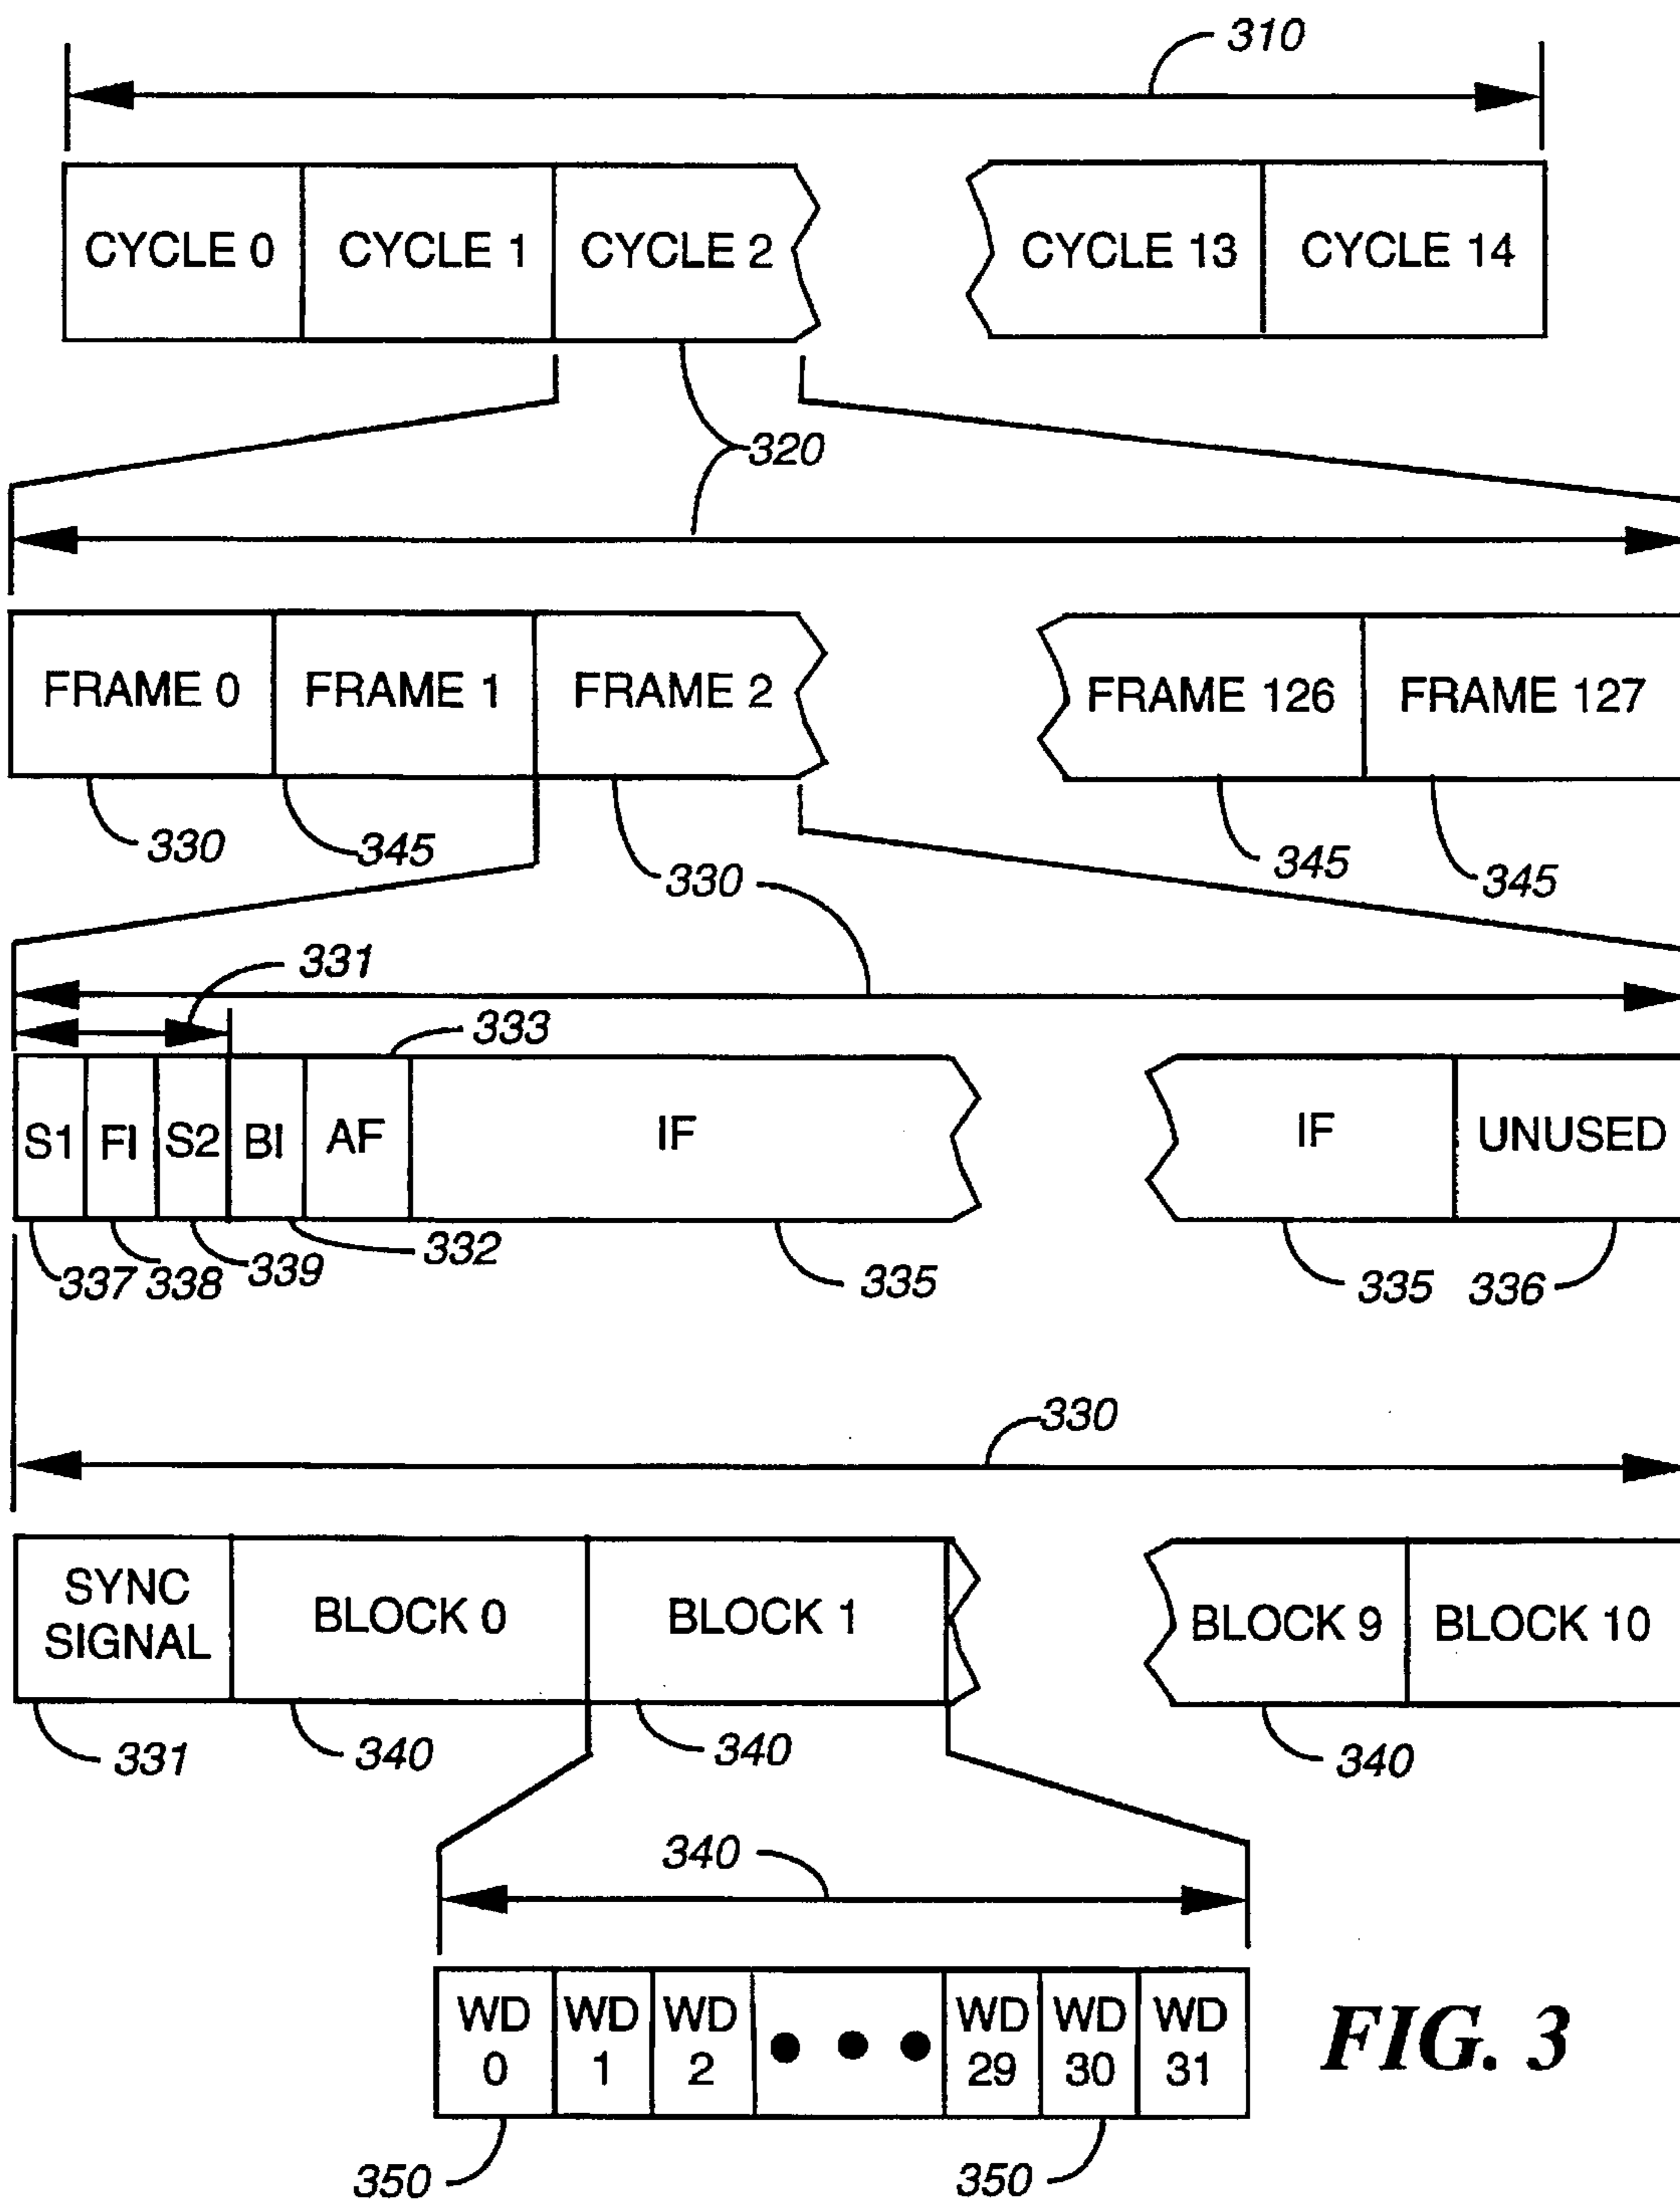 310
CYCLE 0 CYCLE 1 CYCLE 2 CYCLE 13 CYCLE 14
320
FRAME 0 FRAME 1 FRAME 2 FRAME 126 FRAME 127
330 345 330 345 345
331
333
S1 FI S2 BI AF IF IF UNUSED
337 338 339 332 335 335 336
330
SYNC SIGNAL BLOCK 0 BLOCK 1 BLOCK 9 BLOCK 10
331 340 340 340
340
WD 0 WD 1 WD 2 ● ● ● WD 29 WD 30 WD 31
350 350
FIG. 3